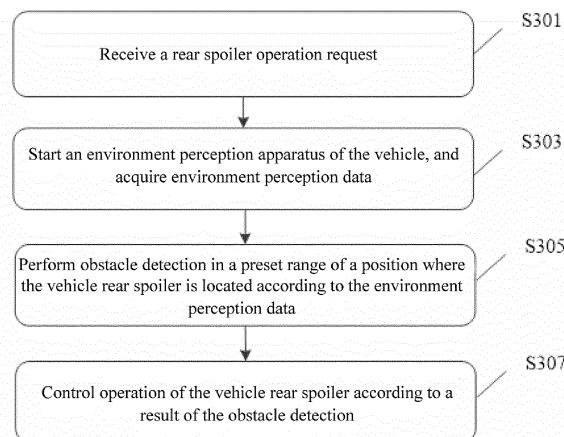 S301
Receive a rear spoiler operation request
S303
Start an environment perception apparatus of the vehicle, and
acquire environment perception data
S305
Perform obstacle detection in a preset range of a position where
the vehicle rear spoiler is located according to the environment
perception data
S307
Control operation of the vehicle rear spoiler according to a
result of the obstacle detection